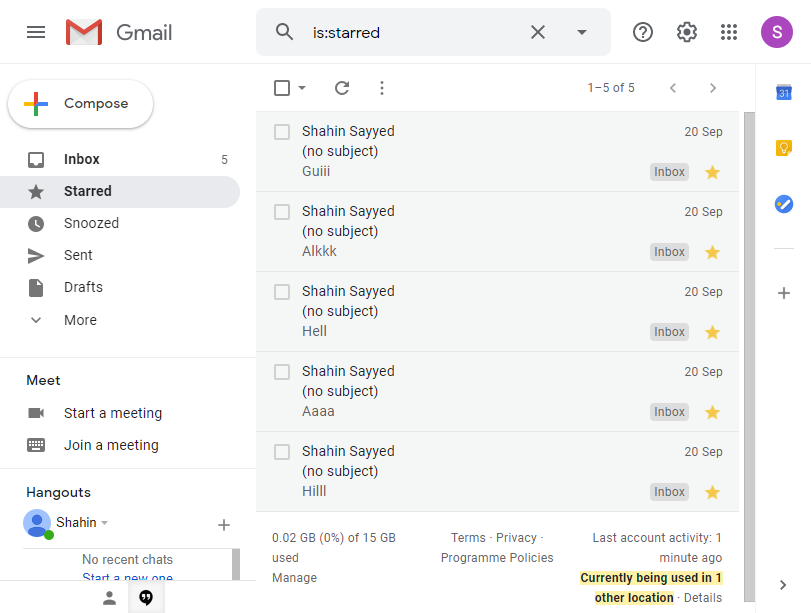 Gmail
is:starred
S
Compose
1–5 of 5
31
Inbox 5
Starred
Snoozed
Sent
Drafts
More
Shahin Sayyed 20 Sep
(no subject)
Guiii Inbox
Shahin Sayyed 20 Sep
(no subject)
Alkkk Inbox
Shahin Sayyed 20 Sep
(no subject)
Hell Inbox
Shahin Sayyed 20 Sep
(no subject)
Aaaa Inbox
Shahin Sayyed 20 Sep
(no subject)
Hilll Inbox
Meet
Start a meeting
Join a meeting
Hangouts
Shahin
No recent chats
Start a new one
0.02 GB (0%) of 15 GB
used
Manage
Terms · Privacy ·
Programme Policies
Last account activity: 1
minute ago
Currently being used in 1
other location · Details